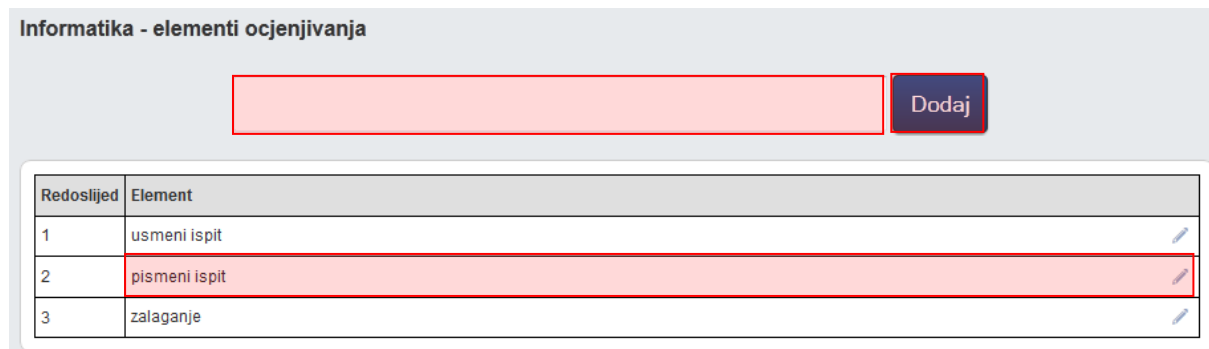 Informatika - elementi ocjenjivanja
Dodaj
Redoslijed Element
1 usmeni ispit
2 pismeni ispit
3 zalaganje